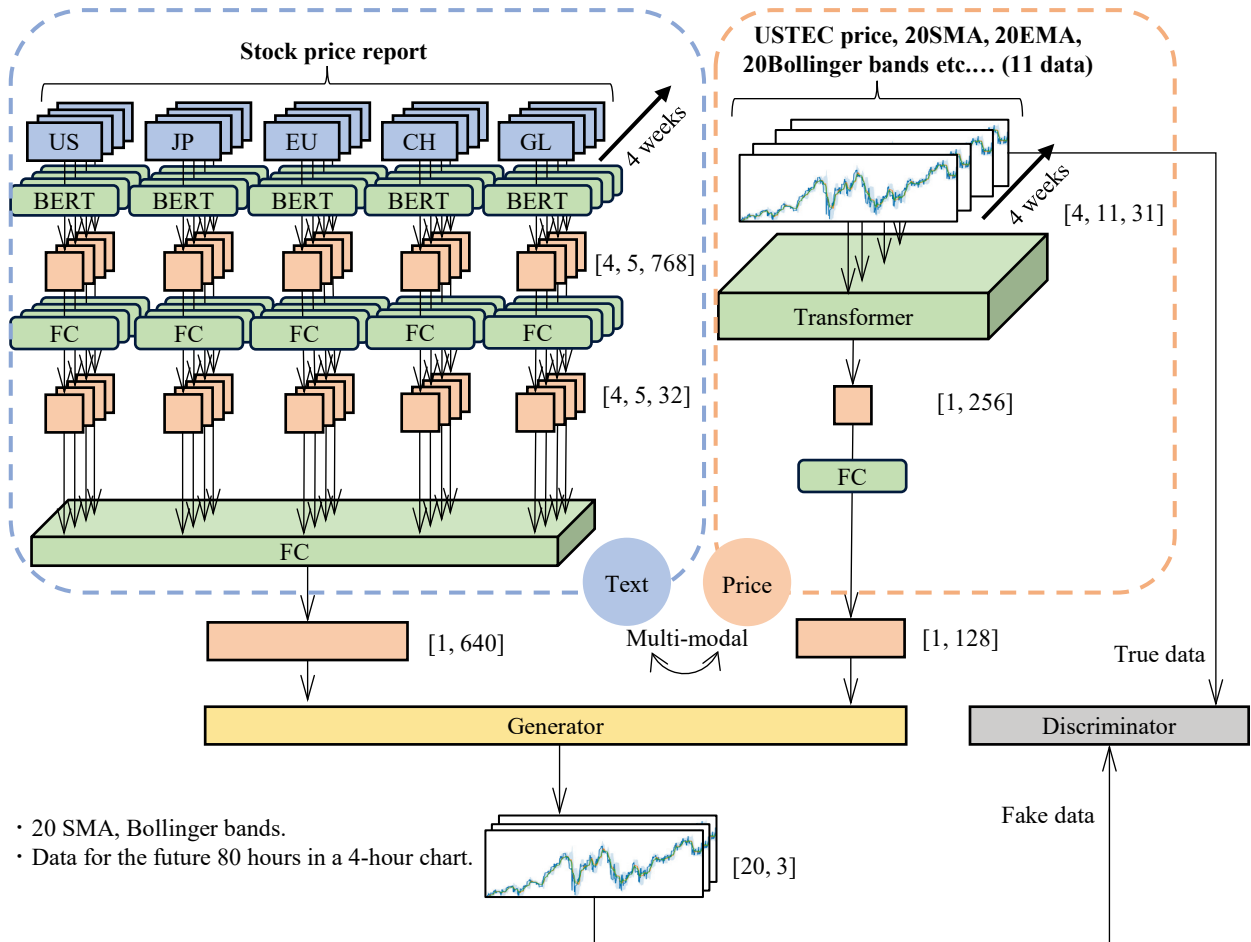 Stock price report
US
JP
EU
CH
GL
4 weeks
BERT
BERT
BERT
BERT
BERT
[4, 5, 768]
FC
FC
FC
FC
FC
[4, 5, 32]
FC
Text
[1, 640]
USTEC price, 20SMA, 20EMA,
20Bollinger bands etc.… (11 data)
4 weeks
[4, 11, 31]
Transformer
[1, 256]
FC
Price
Multi-modal
[1, 128]
True data
Generator
Discriminator
Fake data
・20 SMA, Bollinger bands.
・Data for the future 80 hours in a 4-hour chart.
[20, 3]